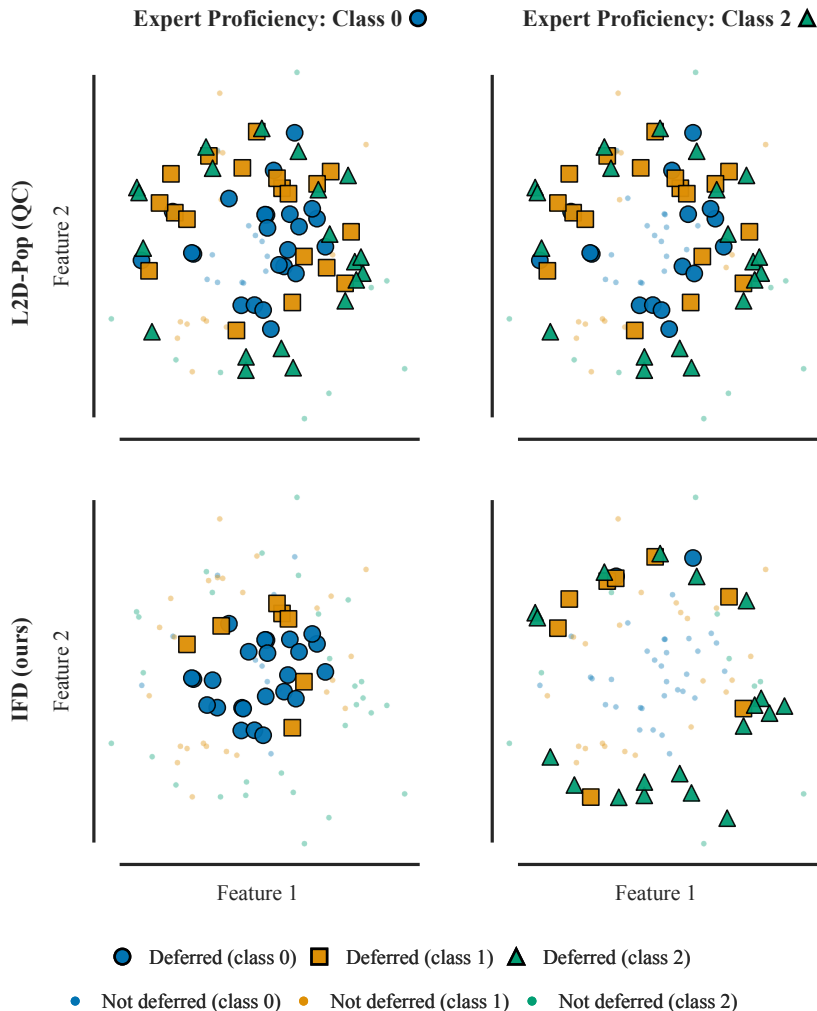 Expert Proficiency: Class 0
Expert Proficiency: Class 2
L2D-Pop (QC)
Feature 2
IFD (ours)
Feature 2
Feature 1
Feature 1
Deferred (class 0)
Deferred (class 1)
Deferred (class 2)
Not deferred (class 0)
Not deferred (class 1)
Not deferred (class 2)